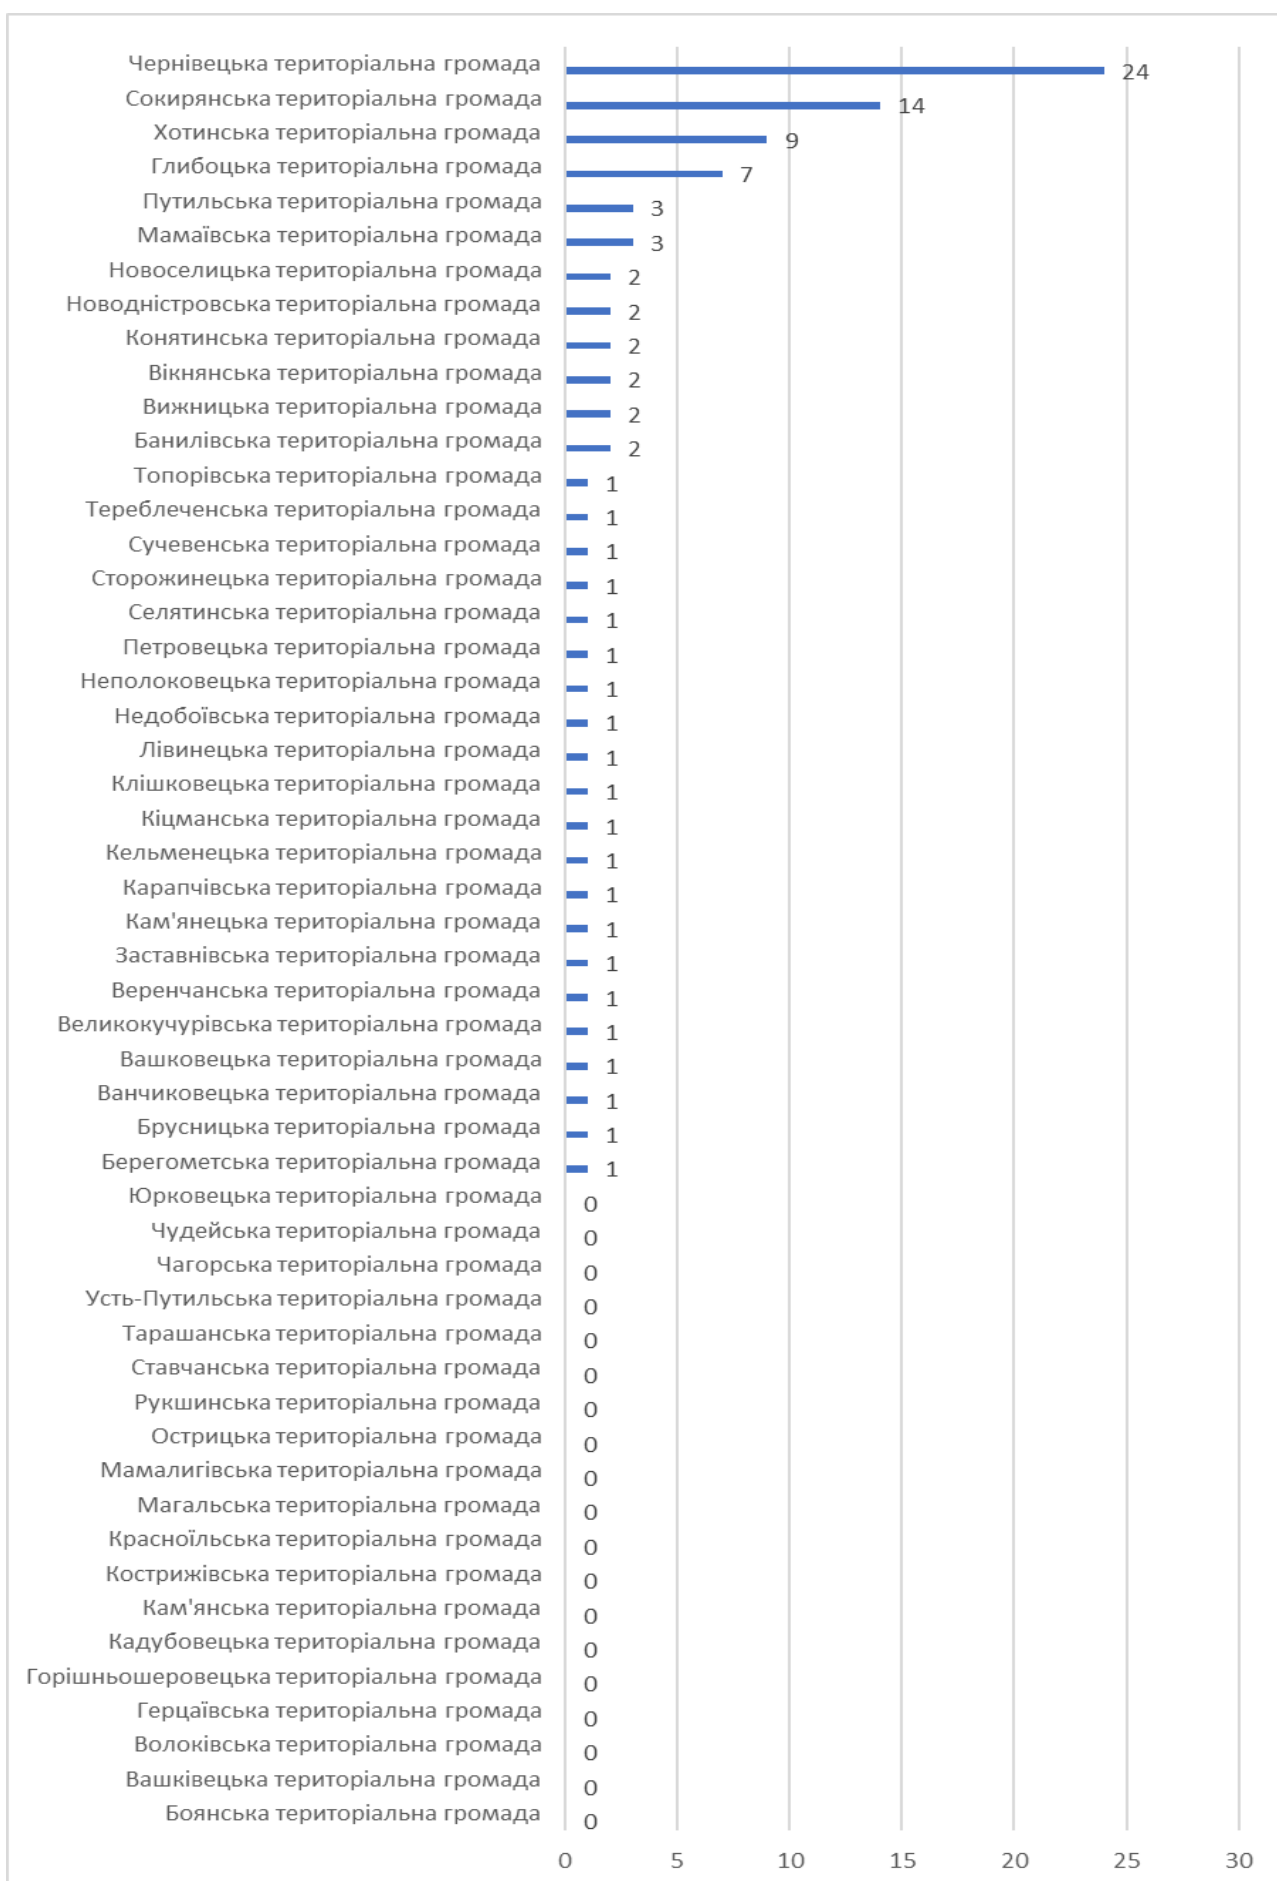 Чернівецька територіальна громада 24
Сокирянська територіальна громада 14
Хотинська територіальна громада 9
Глибоцька територіальна громада 7
Путильська територіальна громада 3
Мамаївська територіальна громада 3
Новоселицька територіальна громада 2
Новодністровська територіальна громада 2
Конятинська територіальна громада 2
Вікнянська територіальна громада 2
Вижницька територіальна громада 2
Банилівська територіальна громада 2
Топорівська територіальна громада 1
Тереблеченська територіальна громада 1
Сучевенська територіальна громада 1
Сторожинецька територіальна громада 1
Селятинська територіальна громада 1
Петровецька територіальна громада 1
Неполоковецька територіальна громада 1
Недобоївська територіальна громада 1
Лівинецька територіальна громада 1
Клішковецька територіальна громада 1
Кіцманська територіальна громада 1
Кельменецька територіальна громада 1
Карапчівська територіальна громада 1
Кам'янецька територіальна громада 1
Заставнівська територіальна громада 1
Веренчанська територіальна громада 1
Великокучурівська територіальна громада 1
Вашковецька територіальна громада 1
Ванчиковецька територіальна громада 1
Брусницька територіальна громада 1
Берегометська територіальна громада 1
Юрковецька територіальна громада 0
Чудейська територіальна громада 0
Чагорська територіальна громада 0
Усть-Путильська територіальна громада 0
Тарашанська територіальна громада 0
Ставчанська територіальна громада 0
Рукшинська територіальна громада 0
Острицька територіальна громада 0
Мамалигівська територіальна громада 0
Магальська територіальна громада 0
Красноїльська територіальна громада 0
Кострижівська територіальна громада 0
Кам'янська територіальна громада 0
Кадубовецька територіальна громада 0
Горішньошеровецька територіальна громада 0
Герцаївська територіальна громада 0
Волоківська територіальна громада 0
Вашківецька територіальна громада 0
Боянська територіальна громада 0
0 5 10 15 20 25 30